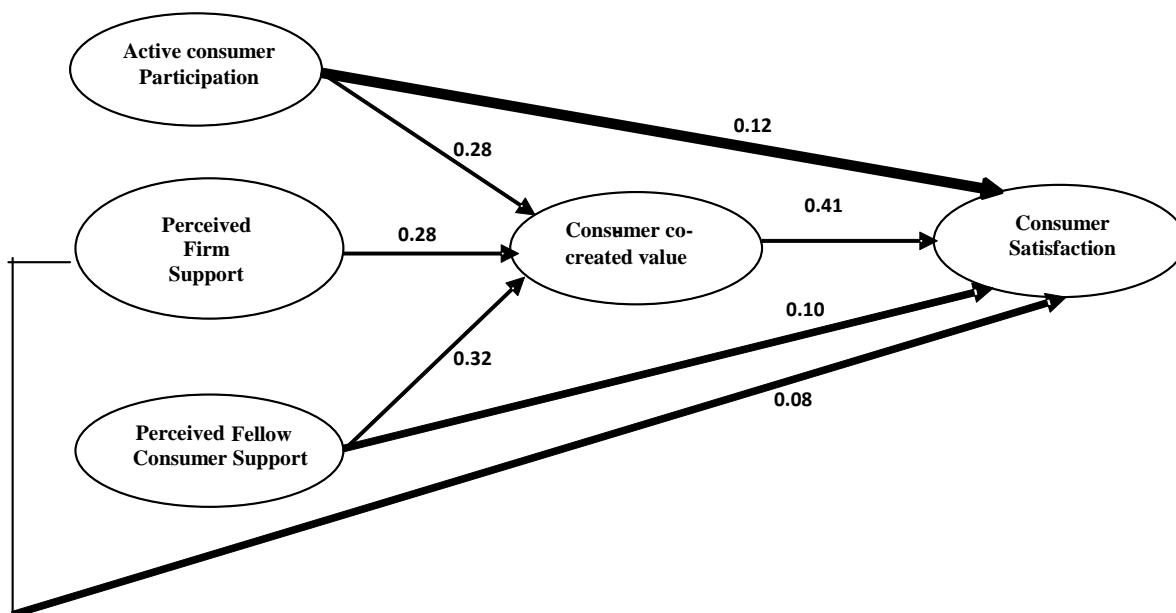 Active consumer
Participation
0.12
0.28
Perceived
Firm
Support
0.28
Consumer co-
created value
0.41
Consumer
Satisfaction
0.10
0.32
0.08
Perceived Fellow
Consumer Support